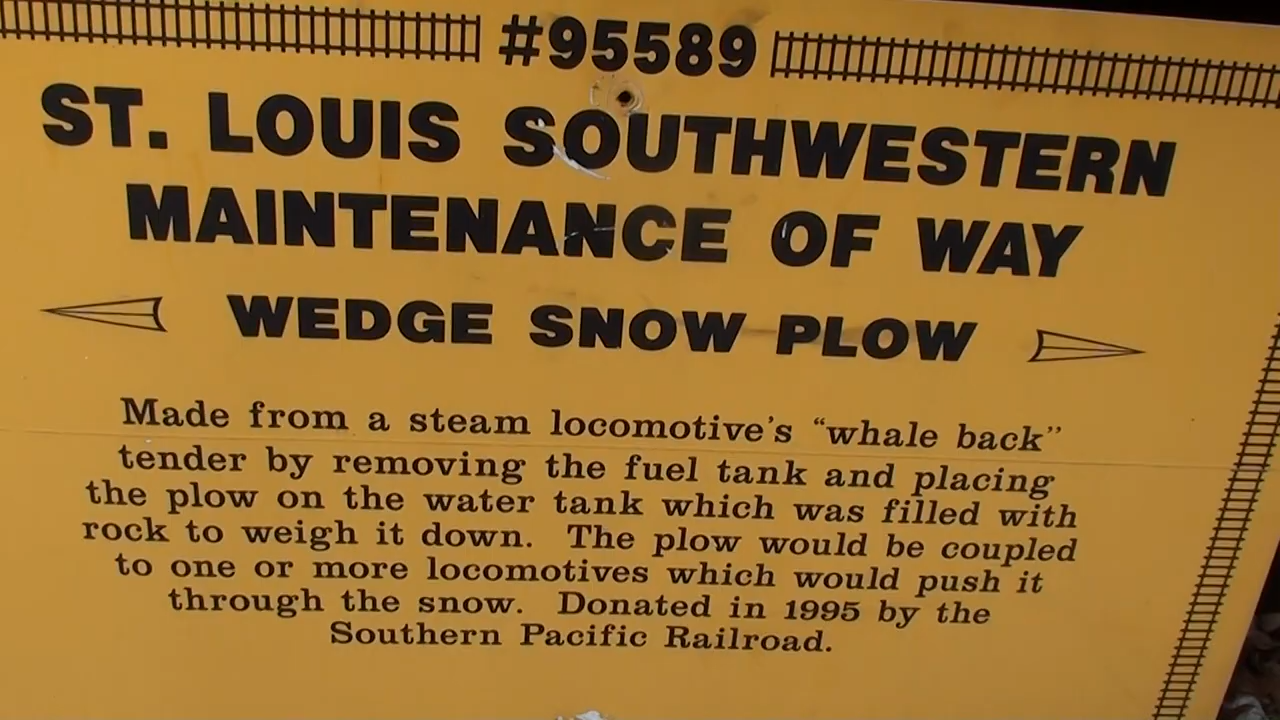 #95589
ST. LOUIS SOUTHWESTERN
MAINTENANCE OF WAY
WEDGE SNOW PLOW
Made from a steam locomotive's “whale back”
tender by removing the fuel tank and placing
the plow on the water tank which was filled with
rock to weigh it down. The plow would be coupled
to one or more locomotives which would push it
through the snow. Donated in 1995 by the
Southern Pacific Railroad.